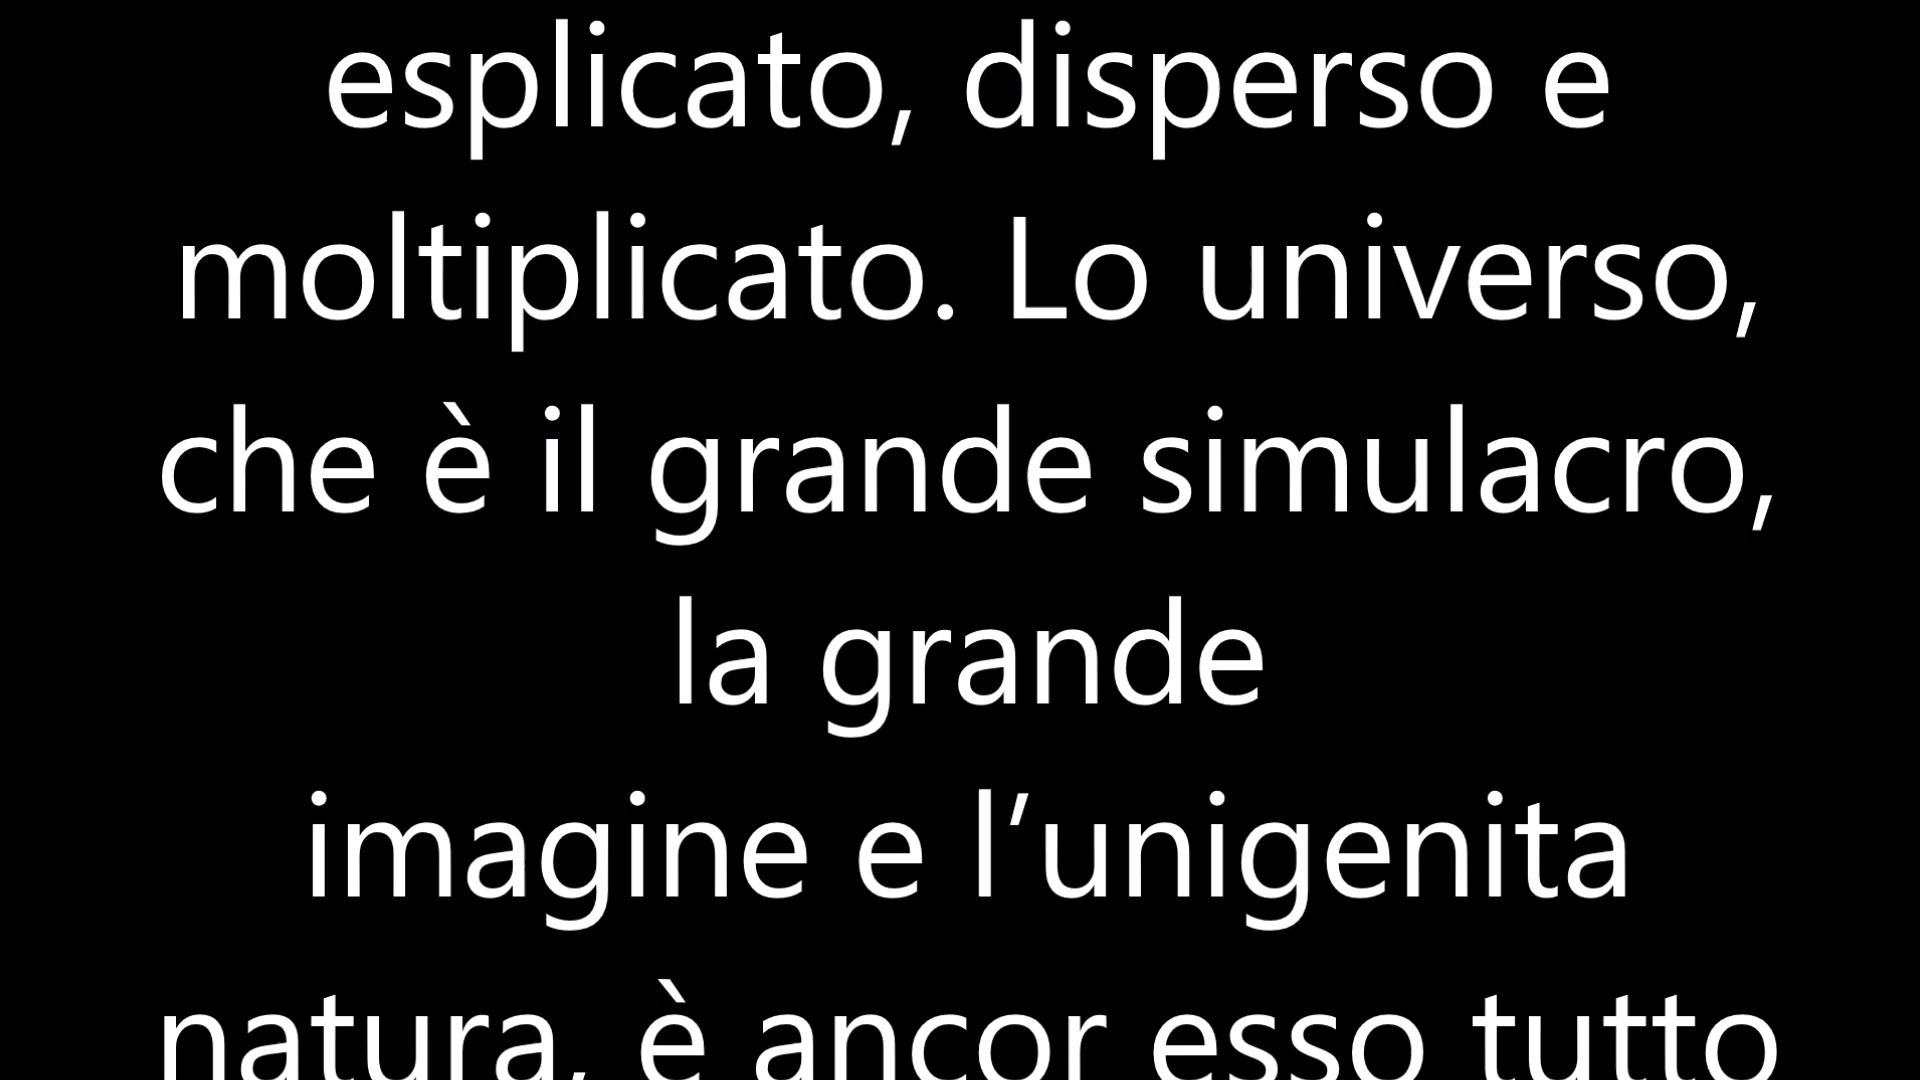 esplicato, disperso e
moltiplicato. Lo universo,
che è il grande simulacro,
la grande
imagine e l’unigenita
natura, è ancor esso tutto